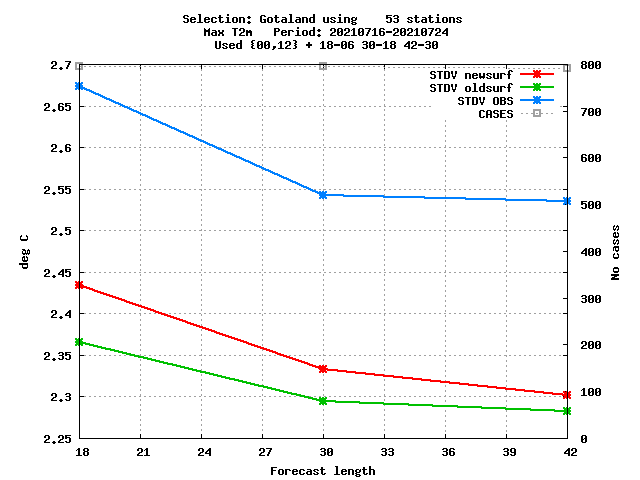 Selection: Gotaland using    53 stations
Max T2m   Period: 20210716-20210724
Used {00,12} + 18-06 30-18 42-30
STDV newsurf
STDV oldsurf
STDV OBS
CASES
2.7
2.65
2.6
2.55
2.5
2.45
2.4
2.35
2.3
2.25
deg C
800
700
600
500
400
300
200
100
0
No cases
18 21 24 27 30 33 36 39 42
Forecast length